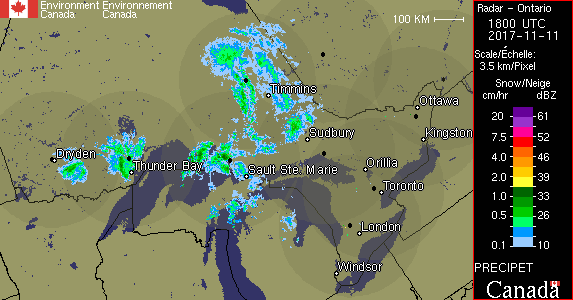 Environment Environnement
Canada Canada
100 KM
Timmins
Ottawa
Sudbury
Kingston
Dryden
Thunder Bay
Sault Ste. Marie
Orillia
Toronto
London
Windsor
Radar - Ontario
1800 UTC
2017-11-11
Scale/Échelle:
3.5 km/Pixel
Snow/Neige
cm/hr dBZ
20 61
7.5 52
4.0 46
2.0 39
1.0 33
0.5 26
0.1 10
PRECIPET
Canada